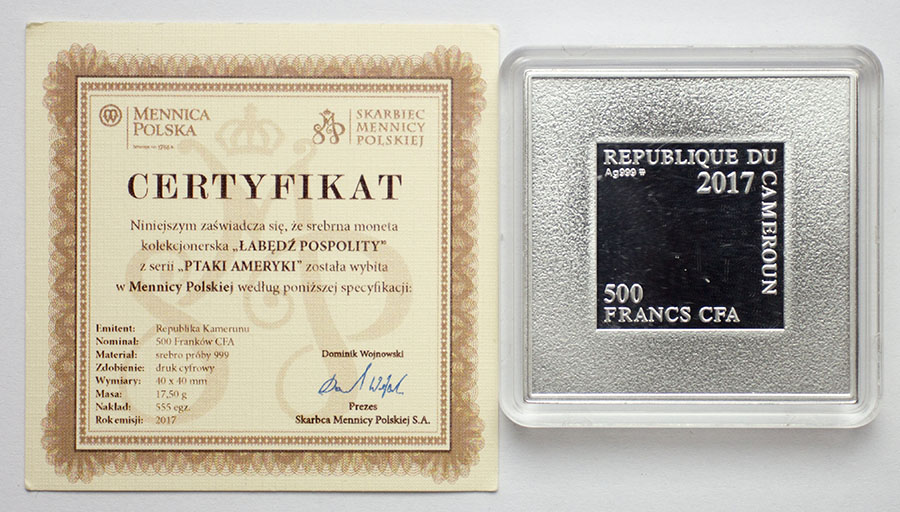 MENNICA
POLSKA
SKARBIEC
MENNICY
POLSKIEJ
CERTYFIKAT
Niniejszym zaświadcza się, że srebrna moneta
kolekcjonerska „ŁABĘDŹ POSPOLITY”
z serii „PTAKI AMERYKI” została wybita
w Mennicy Polskiej według poniższej specyfikacji:
Emitent: Republika Kamerunu
Nominał: 500 Franków CFA
Materiał: srebro próby 999
Zdobienie: druk cyfrowy
Wymiary: 40 x 40 mm
Masa: 17,50 g
Nakład: 555 egz.
Rok emisji: 2017
Dominik Wojnowski
Prezes
Skarbca Mennicy Polskiej S.A.
REPUBLIQUE DU
CAMEROUN
Ag999
2017
500
FRANCS CFA